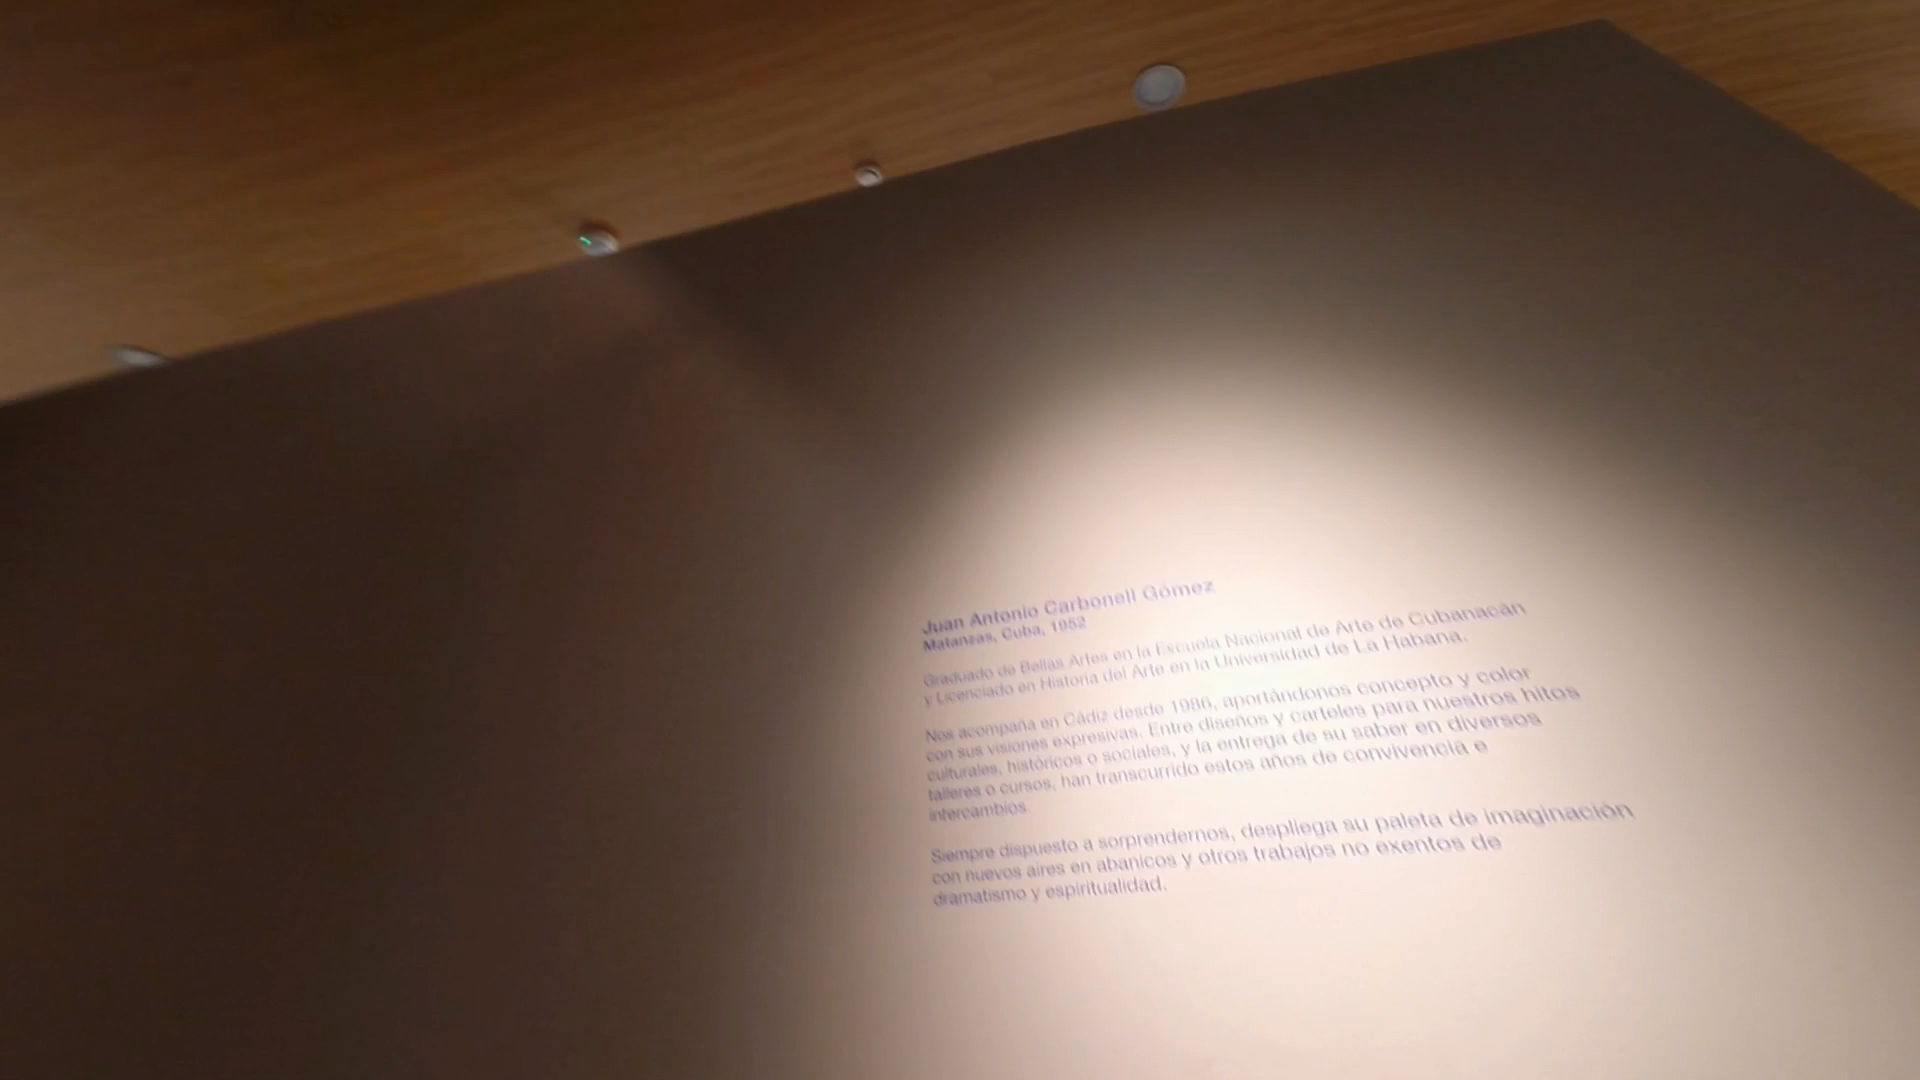 Juan Antonio Carbonell Gómez
Matanzas, Cuba, 1952
Graduado de Bellas Artes en la Escuela Nacional de Arte de Cubanacán
y Licenciado en Historia del Arte en la Universidad de La Habana.
Nos acompaña en Cádiz desde 1986, aportándonos concepto y color
con sus visiones expresivas. Entre diseños y carteles para nuestros hitos
culturales, históricos o sociales, y la entrega de su saber en diversos
talleres o cursos, han transcurrido estos años de convivencia e
intercambios.
Siempre dispuesto a sorprendernos, despliega su paleta de imaginación
con nuevos aires en abanicos y otros trabajos no exentos de
dramatismo y espiritualidad.